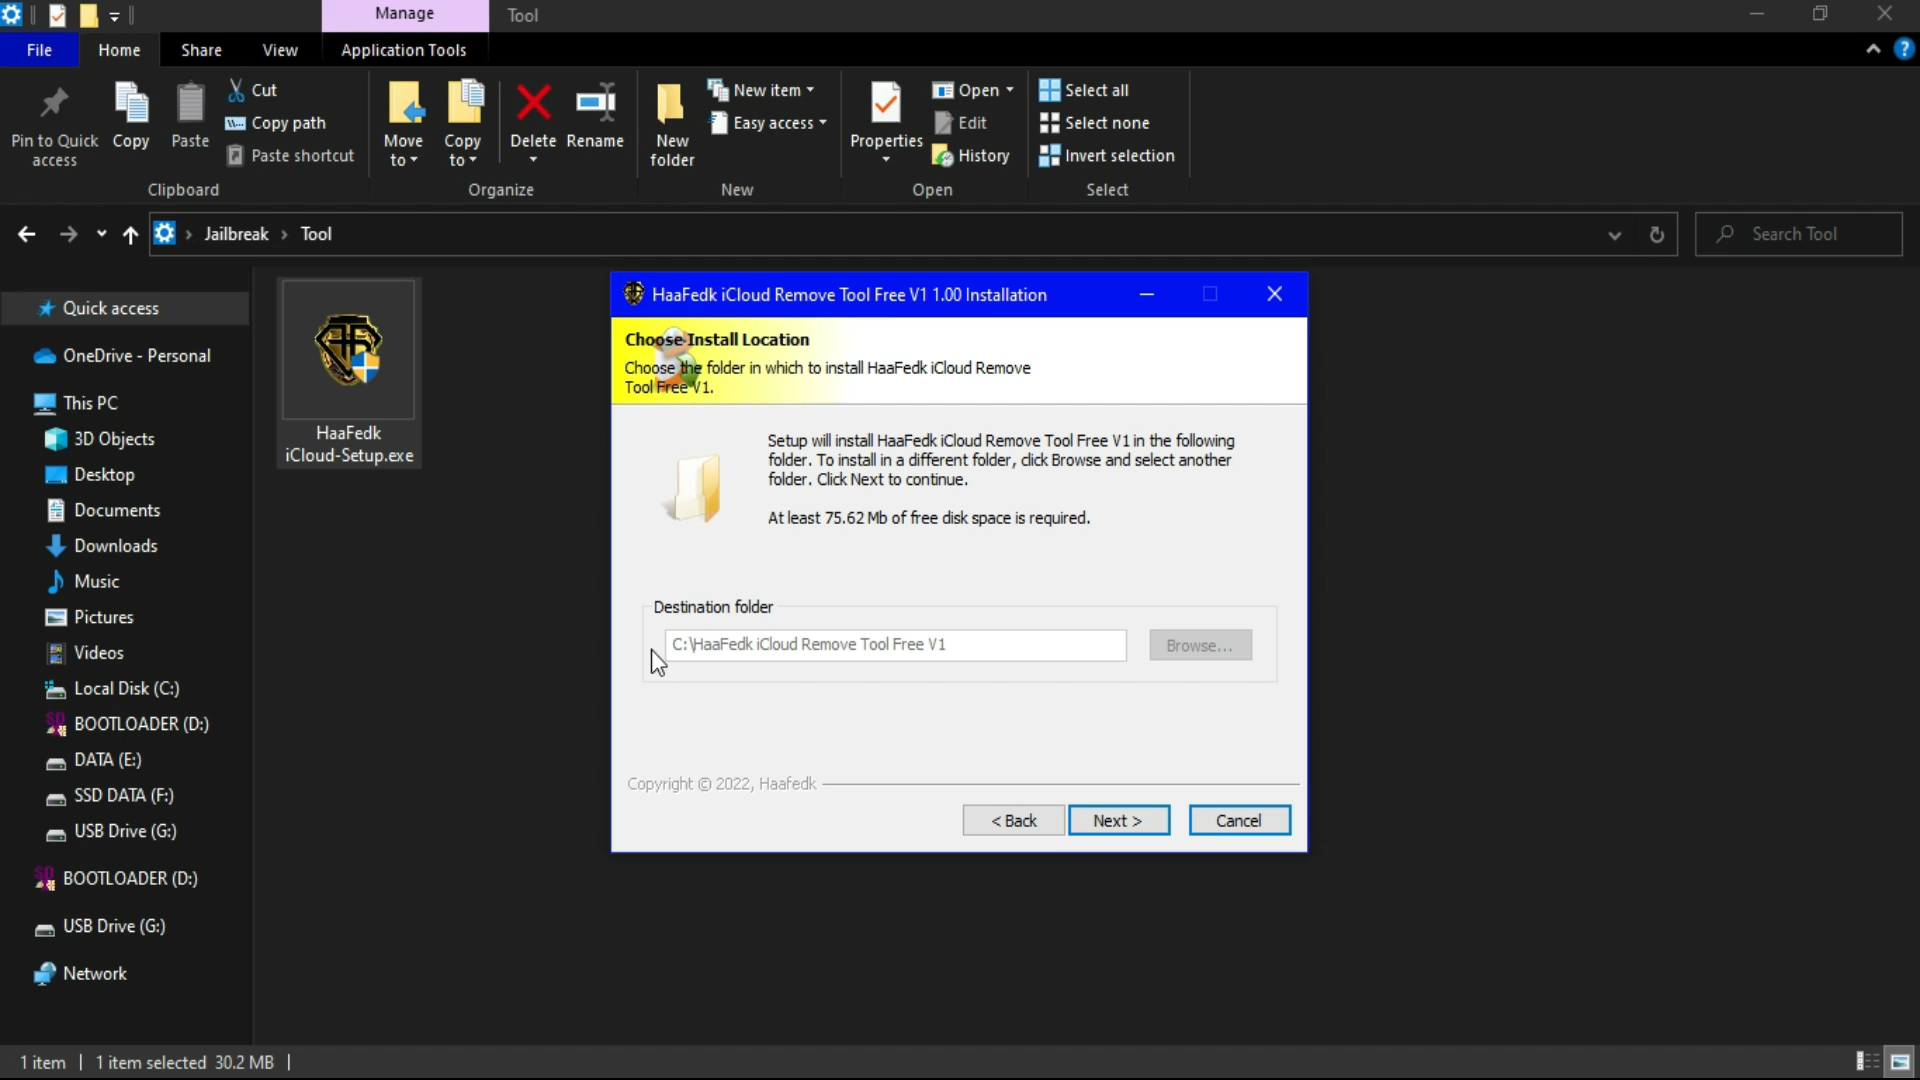 Manage
Tool
File
Home
Share
View
Application Tools
Pin to Quick
access
Copy
Paste
Cut
Copy path
Paste shortcut
Clipboard
Move
to
Copy
to
Delete
Rename
Organize
New
folder
New item
Easy access
New
Properties
Open
Edit
History
Open
Select all
Select none
Invert selection
Select
Jailbreak
Tool
Search Tool
Quick access
OneDrive - Personal
This PC
3D Objects
Desktop
Documents
Downloads
Music
Pictures
Videos
Local Disk (C:)
BOOTLOADER (D:)
DATA (E:)
SSD DATA (F:)
USB Drive (G:)
BOOTLOADER (D:)
USB Drive (G:)
Network
HaaFedk
iCloud-Setup.exe
HaaFedk iCloud Remove Tool Free V1 1.00 Installation
Choose Install Location
Choose the folder in which to install HaaFedk iCloud Remove
Tool Free V1.
Setup will install HaaFedk iCloud Remove Tool Free V1 in the following
folder. To install in a different folder, click Browse and select another
folder. Click Next to continue.
At least 75.62 Mb of free disk space is required.
Destination folder
C:\HaaFedk iCloud Remove Tool Free V1
Browse...
Copyright © 2022, Haafedk
< Back
Next >
Cancel
1 item
1 item selected 30.2 MB